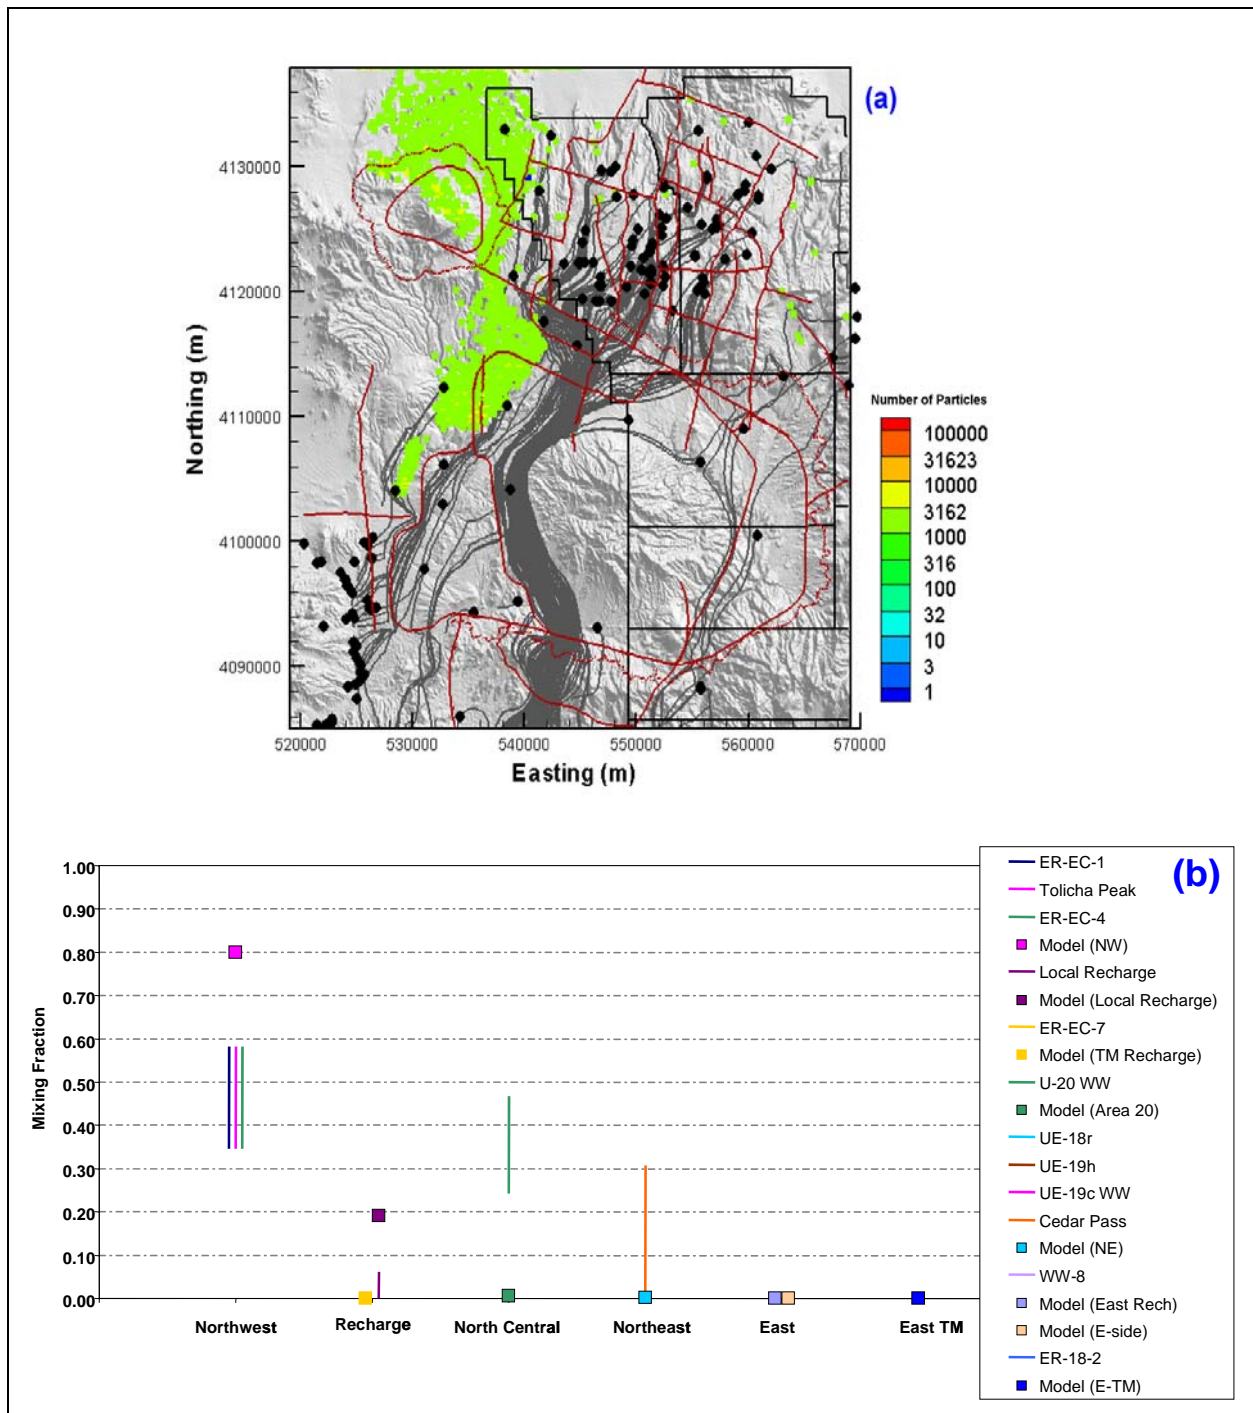 (a)
4130000
4120000
4110000
4100000
4090000
Northing (m)
520000 530000 540000 550000 560000 570000
Easting (m)
Number of Particles
100000
31623
10000
3162
1000
316
100
32
10
3
1
(b)
1.00
0.90
0.80
0.70
0.60
0.50
0.40
0.30
0.20
0.10
0.00
Mixing Fraction
Northwest Recharge North Central Northeast East East TM
ER-EC-1
Tolicha Peak
ER-EC-4
Model (NW)
Local Recharge
Model (Local Recharge)
ER-EC-7
Model (TM Recharge)
U-20 WW
Model (Area 20)
UE-18r
UE-19h
UE-19c WW
Cedar Pass
Model (NE)
WW-8
Model (East Rech)
Model (E-side)
ER-18-2
Model (E-TM)